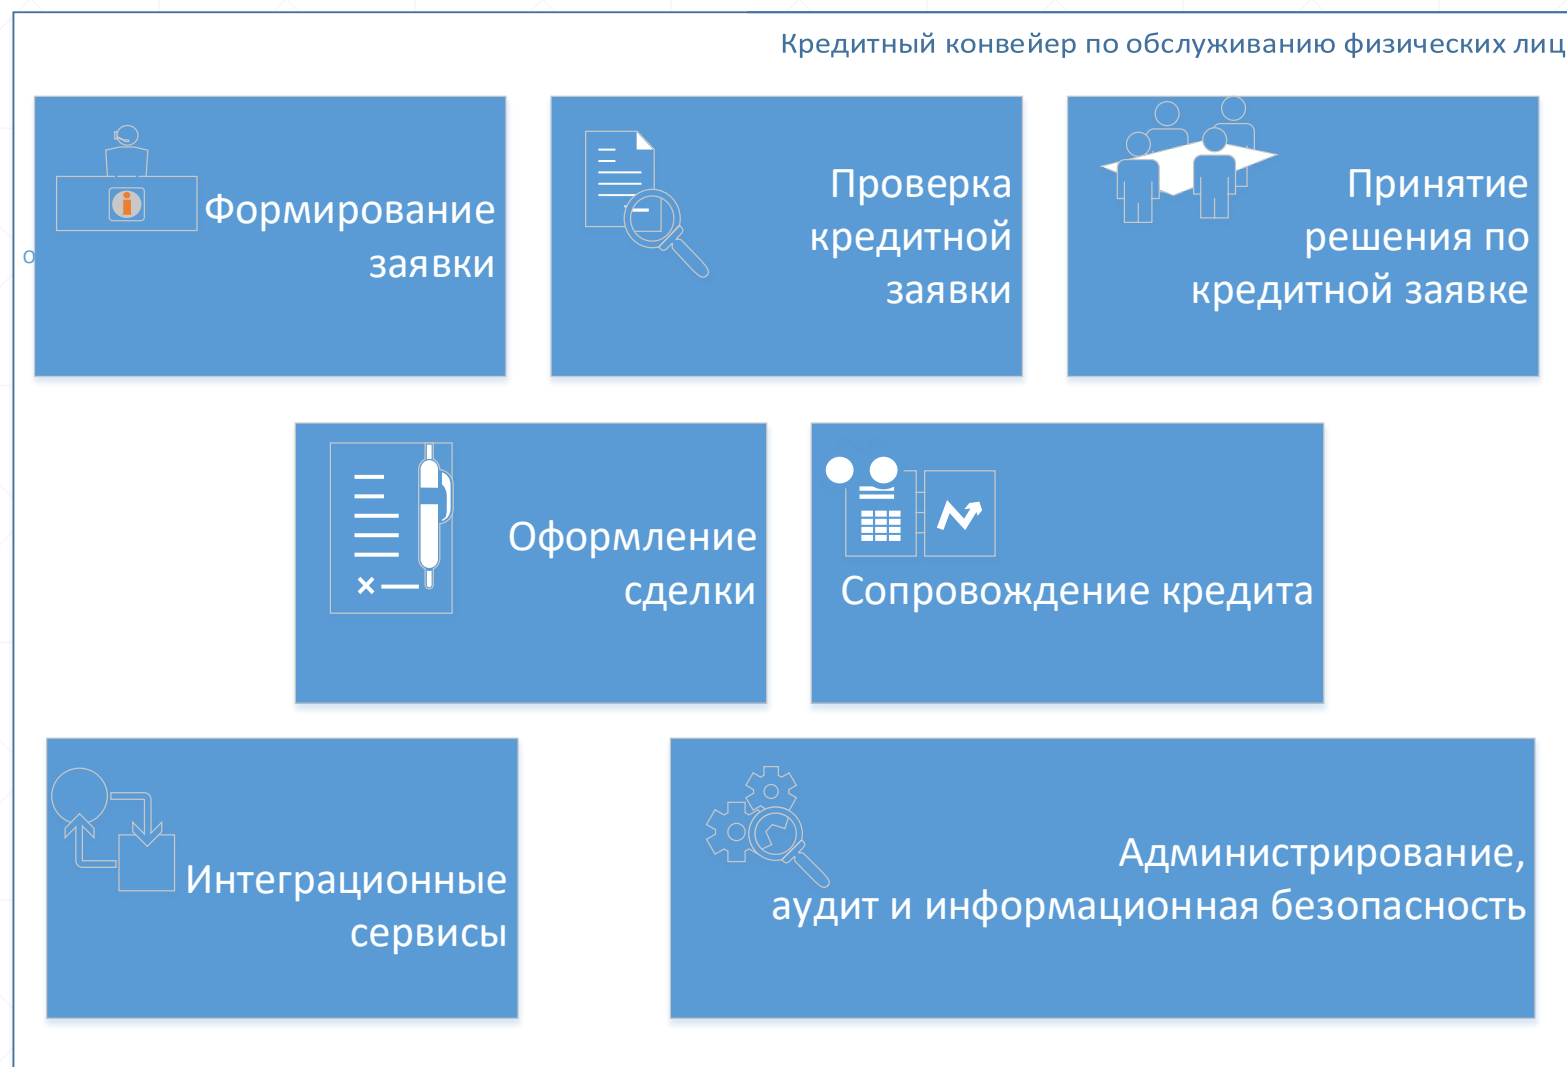 Кредитный конвейер по обслуживанию физических лиц
Формирование
заявки
Проверка
кредитной
заявки
Принятие
решения по
кредитной заявке
Оформление
сделки
Сопровождение кредита
Интеграционные
сервисы
Администрирование,
аудит и информационная безопасность